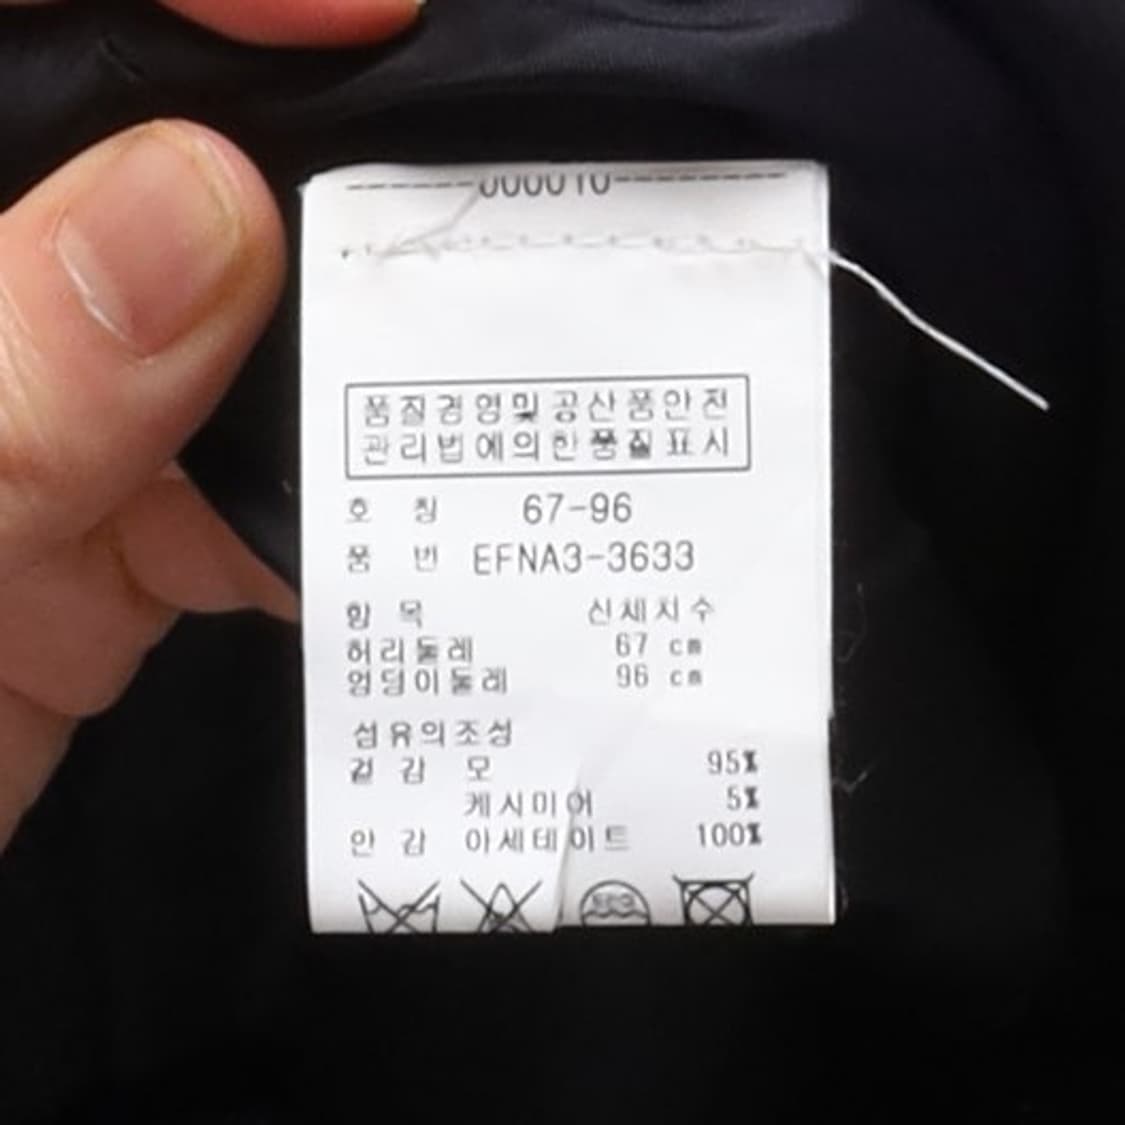 ------000010--------
품질경영및공산품안전
관리법에의한품질표시
호 칭 67-96
품 번 EFNA3-3633
항 목 신체치수
허리둘레 67 cm
엉덩이둘레 96 cm
섬유의조성
겉 감 모 95%
케시미어 5%
안 감 아세테이트 100%